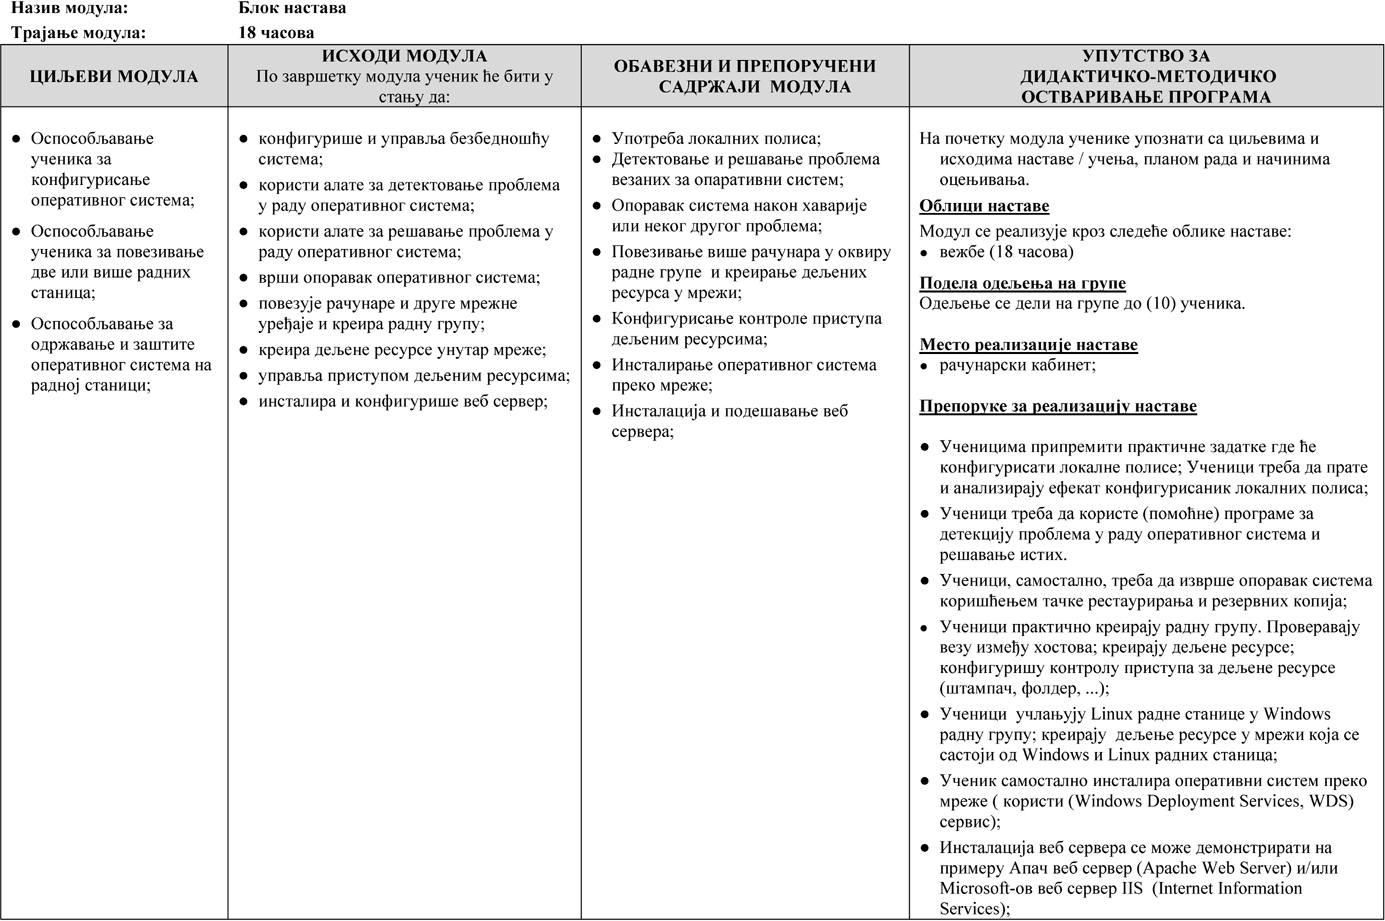 Назив модула: Блок настава
Трајање модула: 18 часова
ЦИЉЕВИ МОДУЛА
ИСХОДИ МОДУЛА
По завршетку модула ученик ће бити у
стању да:
ОБАВЕЗНИ И ПРЕПОРУЧЕНИ
САДРЖАЈИ МОДУЛА
УПУТСТВО ЗА
ДИДАКТИЧКО-МЕТОДИЧКО
ОСТВАРИВАЊЕ ПРОГРАМА
● Оспособљавање
ученика за
конфигурисање
оперативног система;
● Оспособљавање
ученика за повезивање
две или више радних
станица;
● Оспособљавање за
одржавање и заштите
оперативног система на
радној станици;
● конфигурише и управља безбедношћу
система;
● користи алате за детектовање проблема
у раду оперативног система;
● користи алате за решавање проблема у
раду оперативног система;
● врши опоравак оперативног система;
● повезује рачунаре и друге мрежне
уређаје и креира радну групу;
● креира дељене ресурсе унутар мреже;
● управља приступом дељеним ресурсима;
● инсталира и конфигурише веб сервер;
● Употреба локалних полиса;
● Детектовање и решавање проблема
везаних за опаративни систем;
● Опоравак система након хаварије
или неког другог проблема;
● Повезивање више рачунара у оквиру
радне групе и креирање дељених
ресурса у мрежи;
● Конфигурисање контроле приступа
дељеним ресурсима;
● Инсталирање оперативног система
преко мреже;
● Инсталација и подешавање веб
сервера;
На почетку модула ученике упознати са циљевима и
исходима наставе / учења, планом рада и начинима
оцењивања.
Облици наставе
Модул се реализује кроз следеће облике наставе:
● вежбе (18 часова)
Подела одељења на групе
Одељење се дели на групе до (10) ученика.
Место реализације наставе
● рачунарски кабинет;
Препоруке за реализацију наставе
● Ученицима припремити практичне задатке где ће
конфигурисати локалне полисе; Ученици треба да прате
и анализирају ефекат конфигурисаник локалних полиса;
● Ученици треба да користе (помоћне) програме за
детекцију проблема у раду оперативног система и
решавање истих.
● Ученици, самостално, треба да изврше опоравак система
коришћењем тачке рестаурирања и резервних копија;
● Ученици практично креирају радну групу. Проверавају
везу између хостова; креирају дељене ресурсе;
конфигуришу контролу приступа за дељене ресурсе
(штампач, фолдер, ...);
● Ученици учлањују Linux радне станице у Windows
радну групу; креирају дељење ресурсе у мрежи која се
састоји од Windows и Linux радних станица;
● Ученик самостално инсталира оперативни систем преко
мреже ( користи (Windows Deployment Services, WDS)
сервис);
● Инсталација веб сервера се може демонстрирати на
примеру Апач веб сервер (Apache Web Server) и/или
Microsoft-ов веб сервер IIS (Internet Information
Services);